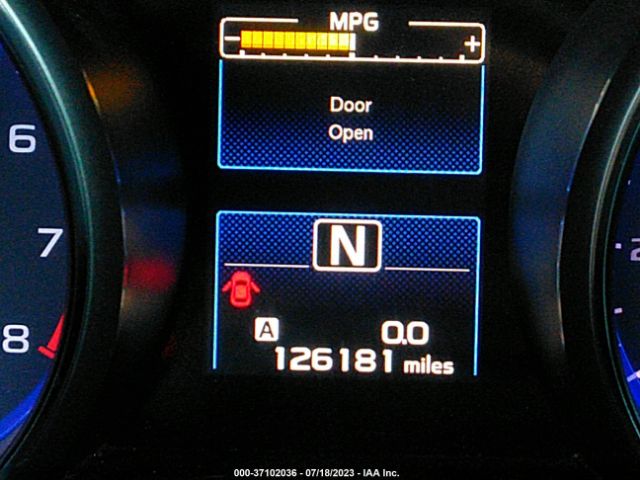 MPG
- +
Door
Open
6
7
8
N
A 0.0
126181 miles
000-37102036 - 07/18/2023 - IAA Inc.